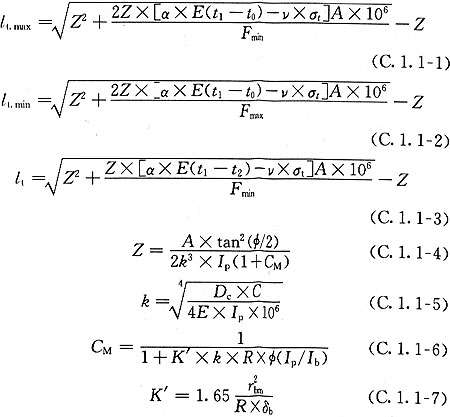 l_{t.max} = √(Z² + (2Z×[α×E(t₁−t₀)−ν×σ_t]A×10⁶)/F_min) − Z
(C.1.1-1)
l_{t.min} = √(Z² + (2Z×[α×E(t₁−t₀)−ν×σ_t]A×10⁶)/F_max) − Z
(C.1.1-2)
l_t = √(Z² + (Z×[α×E(t₁−t₂)−ν×σ_t]A×10⁶)/F_min) − Z
(C.1.1-3)
Z = (A×tan²(φ/2))/(2k³×I_p(1+C_M)) (C.1.1-4)
k = ⁴√((D_c×C)/(4E×I_p×10⁶)) (C.1.1-5)
C_M = 1/(1+K′×k×R×φ(I_p/I_b)) (C.1.1-6)
K′ = 1.65 r²_bm/(R×δ_b) (C.1.1-7)